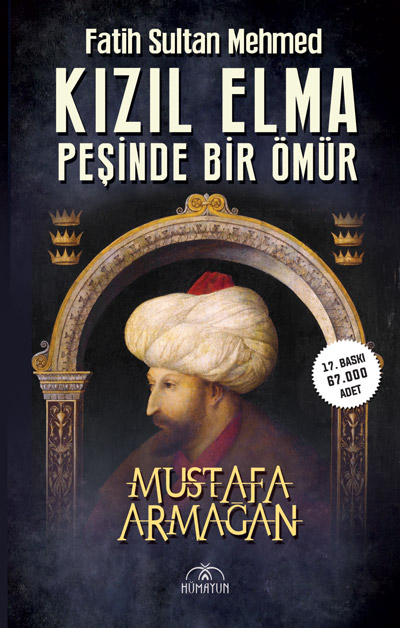 Fatih Sultan Mehmed
KIZIL ELMA
PEŞİNDE BİR ÖMÜR
17. BASKI
67.000
ADET
MUSTAFA
ARMAĞAN
HÜMAYUN